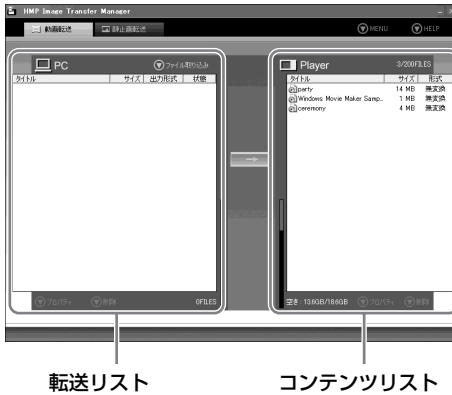 HMP Image Transfer Manager
動画転送 静止画転送 MENU HELP
PC ファイル取り込み
タイトル サイズ 出力形式 状態
プロパティ 削除 0FILES
Player 3/200FILES
タイトル サイズ 形式
party 14 MB 無変換
Windows Movie Maker Samp.. 1 MB 無変換
ceremony 4 MB 無変換
空き : 13.6GB/18.6GB プロパティ 削除
転送リスト
コンテンツリスト